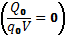 (Q₀/q₀V = 0)